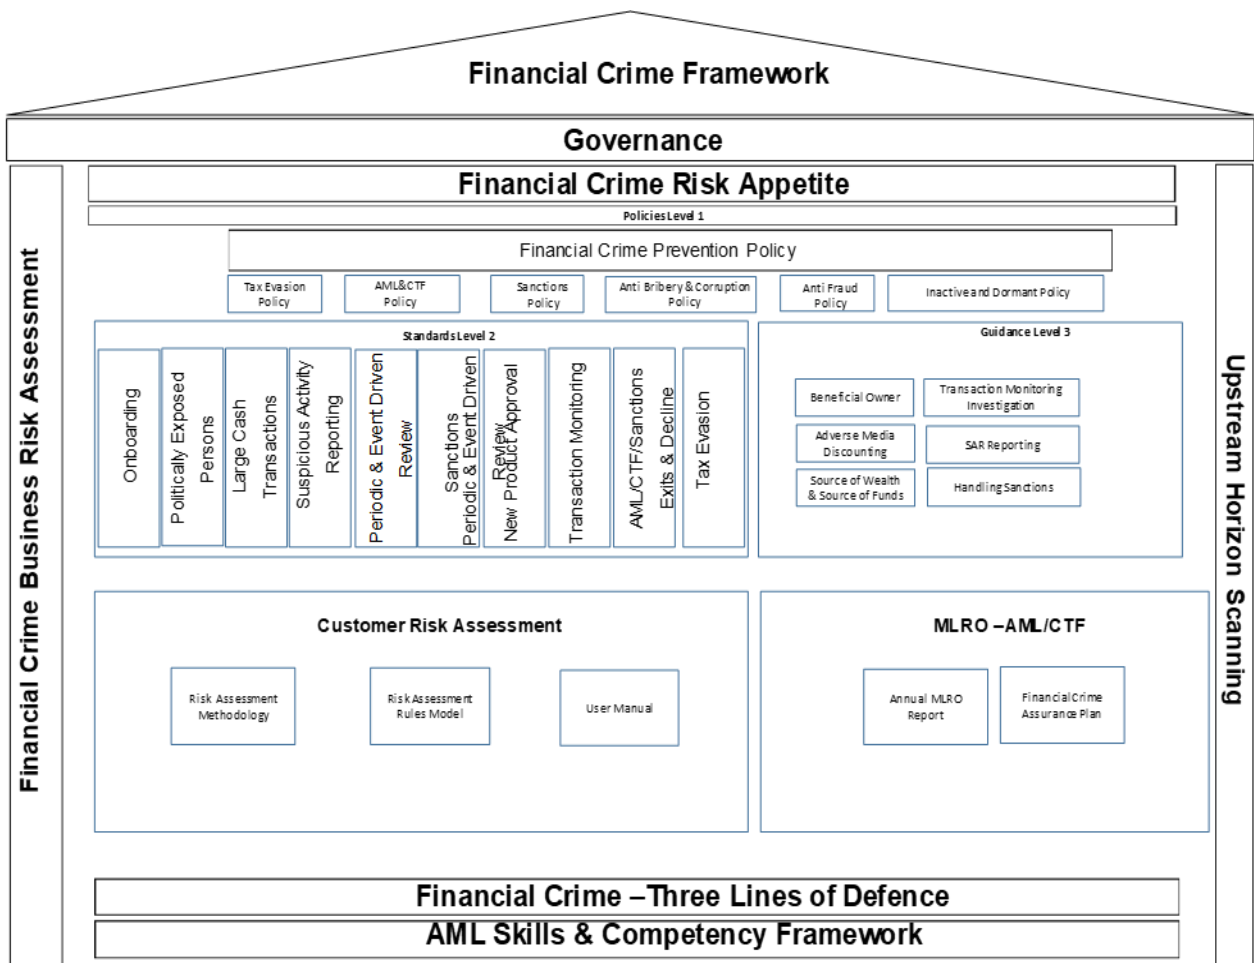 Financial Crime Framework
Governance
Financial Crime Risk Appetite
Policies Level 1
Financial Crime Prevention Policy
Tax Evasion
Policy
AML&CTF
Policy
Sanctions
Policy
Anti Bribery & Corruption
Policy
Anti Fraud
Policy
Inactive and Dormant Policy
Financial Crime Business Risk Assessment
Standards Level 2
Onboarding
Politically Exposed
Persons
Large Cash
Transactions
Suspicious Activity
Reporting
Periodic & Event Driven
Review
Sanctions
Periodic & Event Driven
Review
New Product Approval
Transaction Monitoring
AML/CTF/Sanctions
Exits & Decline
Tax Evasion
Guidance Level 3
Beneficial Owner
Transaction Monitoring
Investigation
Adverse Media
Discounting
SAR Reporting
Source of Wealth
& Source of Funds
Handling Sanctions
Upstream Horizon Scanning
Customer Risk Assessment
Risk Assessment
Methodology
Risk Assessment
Rules Model
User Manual
MLRO –AML/CTF
Annual MLRO
Report
Financial Crime
Assurance Plan
Financial Crime –Three Lines of Defence
AML Skills & Competency Framework